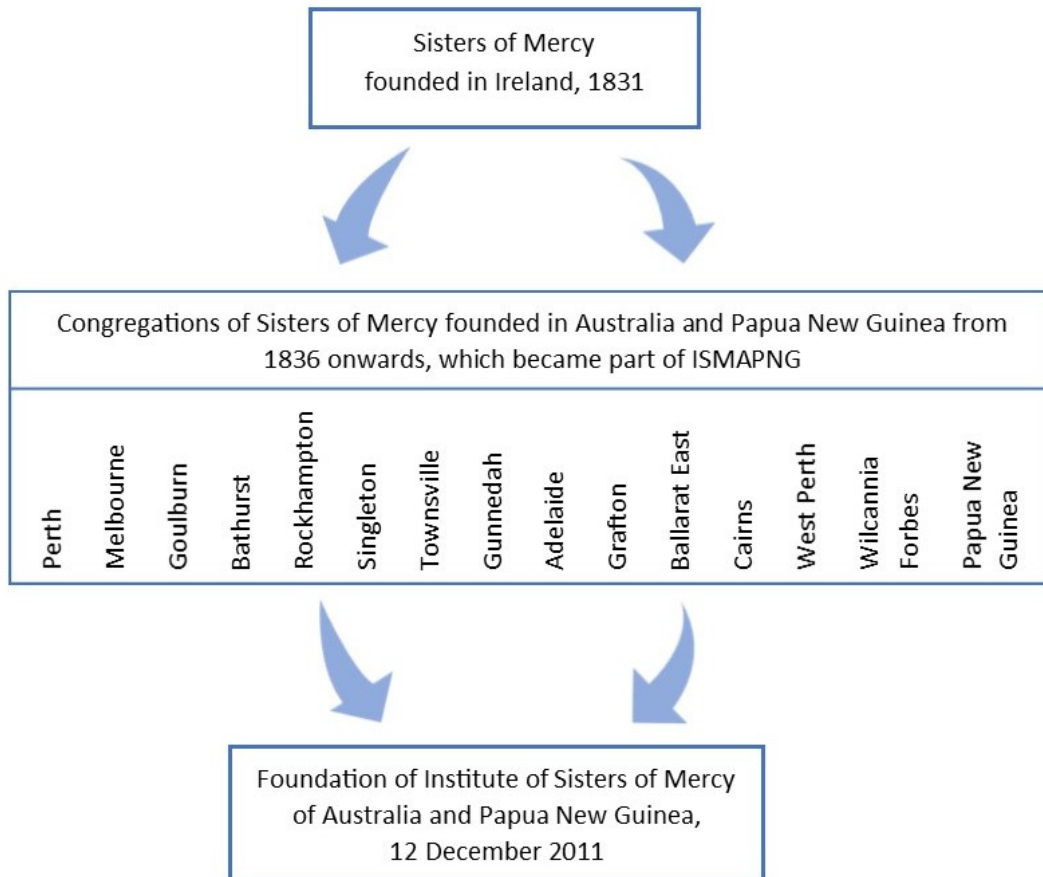 Sisters of Mercy
founded in Ireland, 1831
Congregations of Sisters of Mercy founded in Australia and Papua New Guinea from
1836 onwards, which became part of ISMAPNG
Perth
Melbourne
Goulburn
Bathurst
Rockhampton
Singleton
Townsville
Gunnedah
Adelaide
Grafton
Ballarat East
Cairns
West Perth
Wilcannia
Forbes
Papua New
Guinea
Foundation of Institute of Sisters of Mercy
of Australia and Papua New Guinea,
12 December 2011